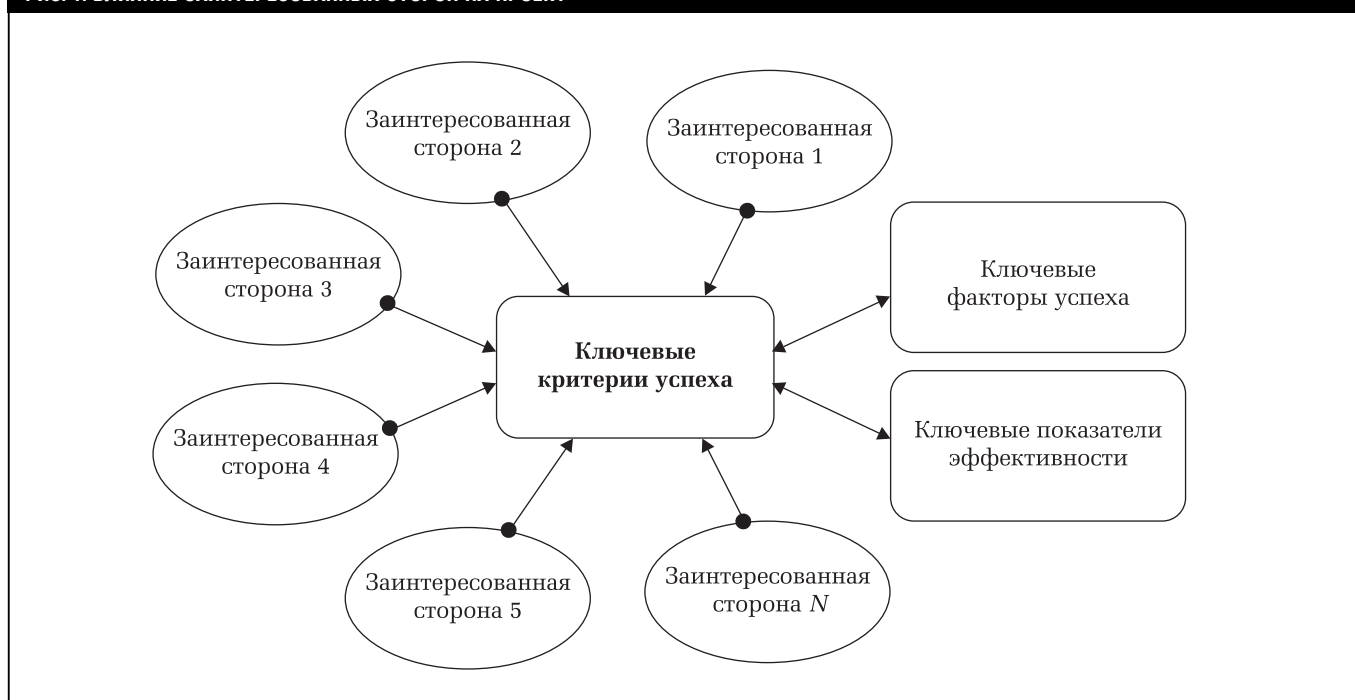 Заинтересованная
сторона 2
Заинтересованная
сторона 1
Заинтересованная
сторона 3
Ключевые
факторы успеха
Ключевые
критерии успеха
Заинтересованная
сторона 4
Ключевые показатели
эффективности
Заинтересованная
сторона 5
Заинтересованная
сторона N